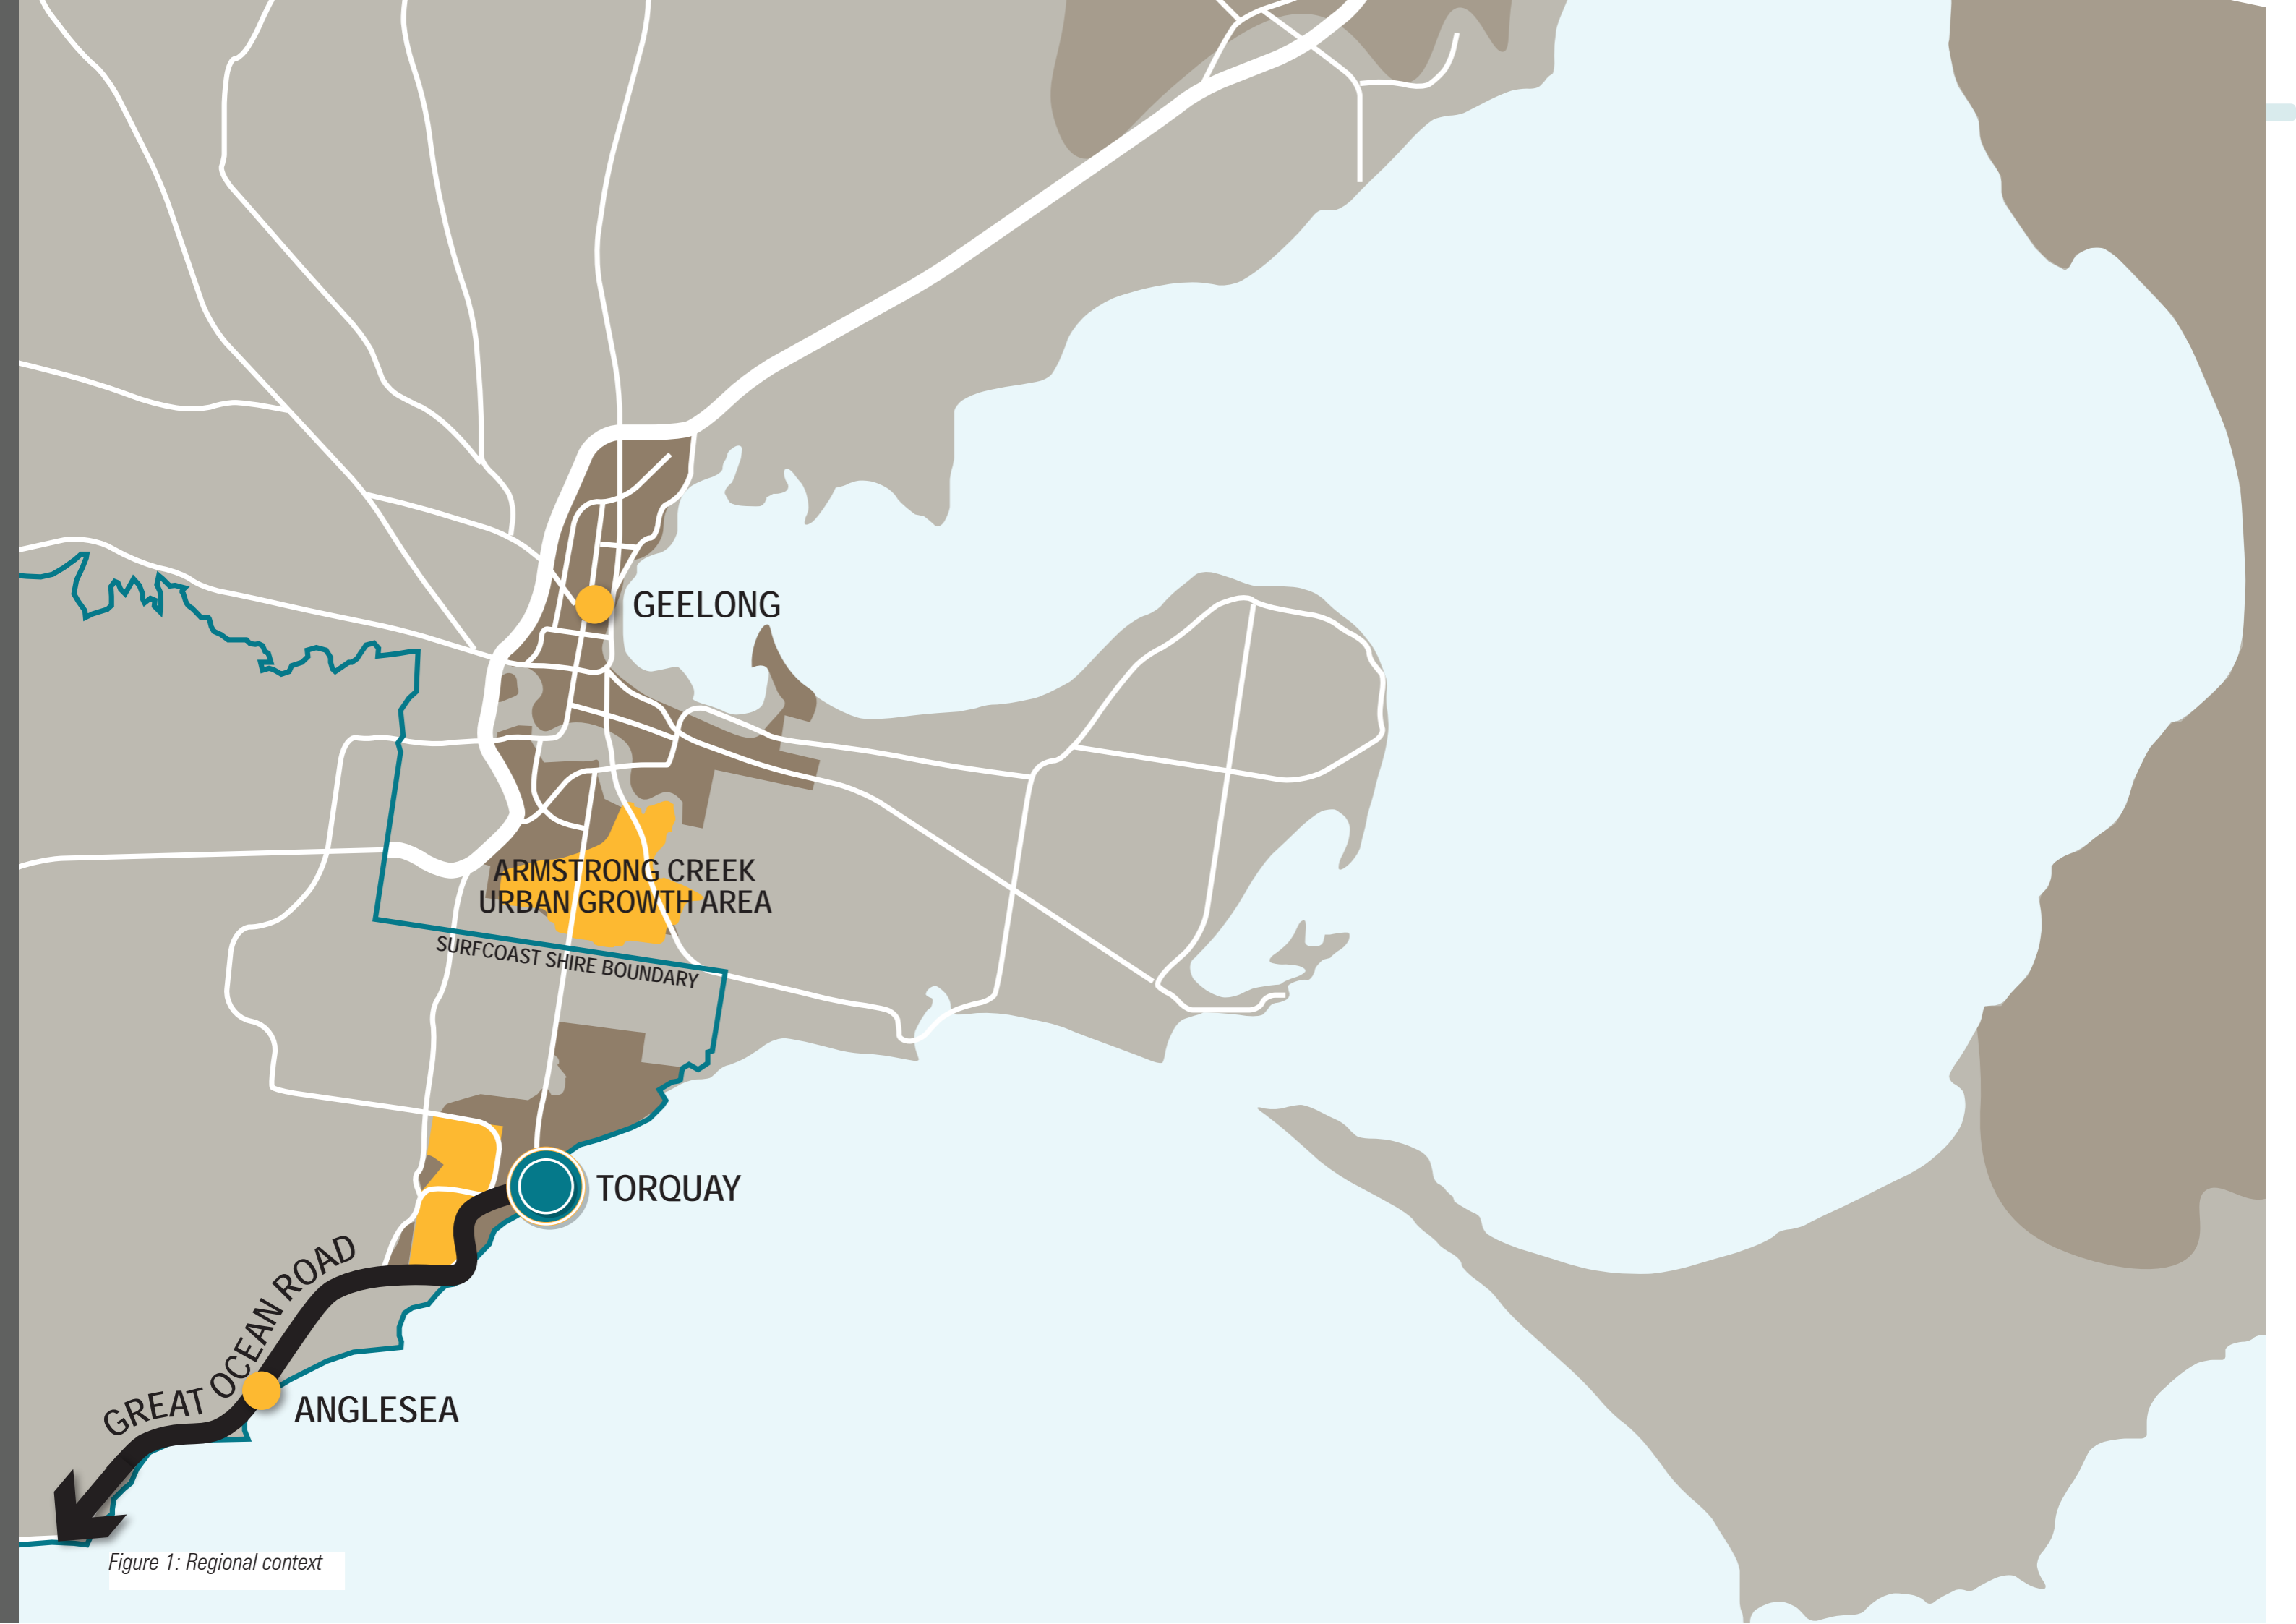 GEELONG
ARMSTRONG CREEK
URBAN GROWTH AREA
SURFCOAST SHIRE BOUNDARY
TORQUAY
GREAT OCEAN ROAD
ANGLESEA
Figure 1: Regional context